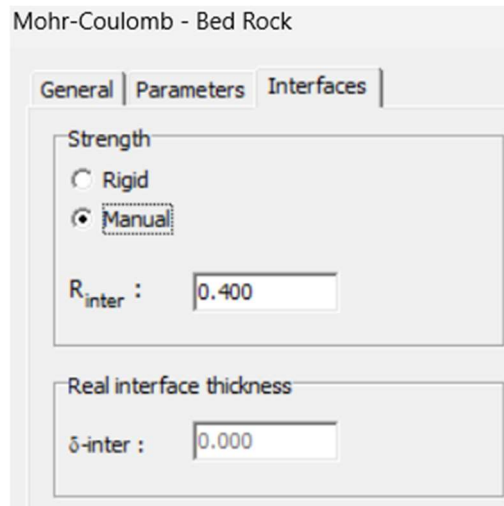 Mohr-Coulomb - Bed Rock
General Parameters Interfaces
Strength
Rigid
Manual
Rinter : 0.400
Real interface thickness
δ-inter : 0.000